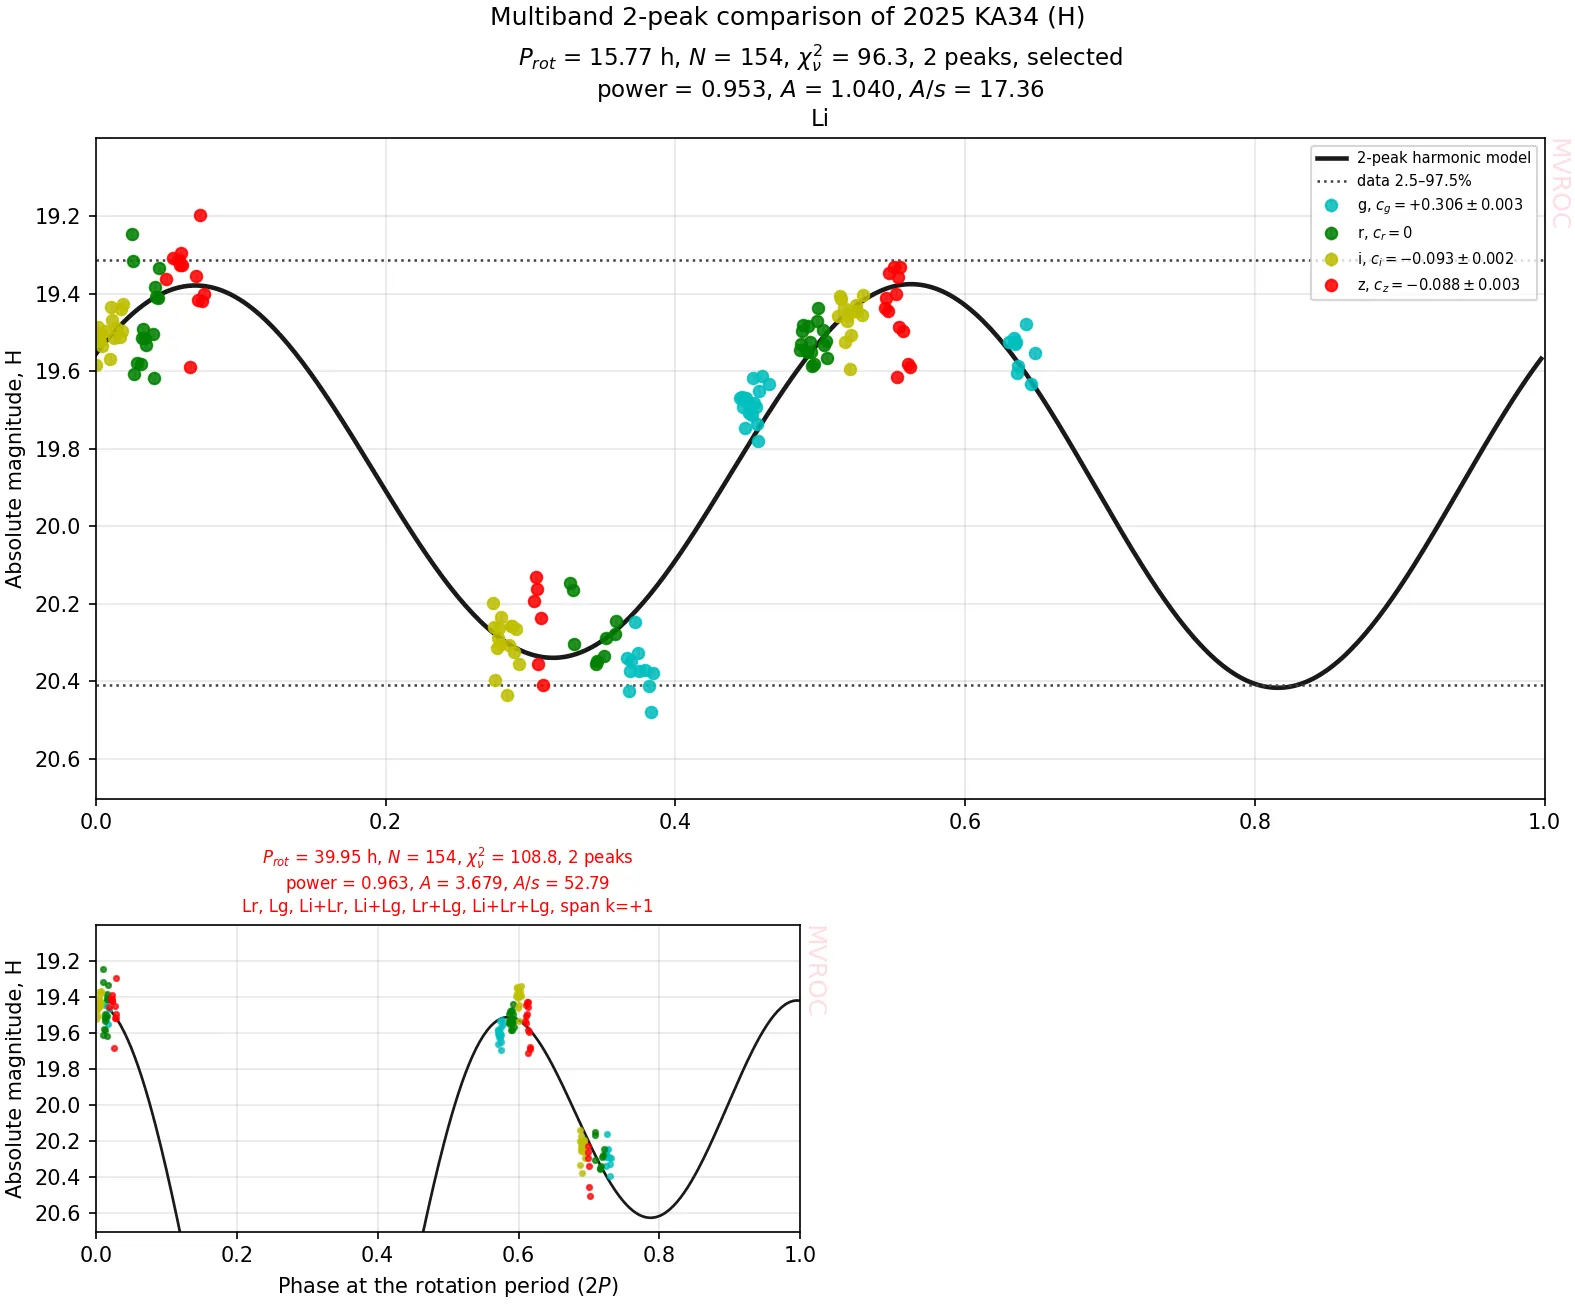 Multiband 2-peak comparison of 2025 KA34 (H)
P_rot = 15.77 h, N = 154, χ²_ν = 96.3, 2 peaks, selected
power = 0.953, A = 1.040, A/s = 17.36
Li
2-peak harmonic model
data 2.5–97.5%
g, c_g = +0.306 ± 0.003
r, c_r = 0
i, c_i = −0.093 ± 0.002
z, c_z = −0.088 ± 0.003
MVROC
Absolute magnitude, H
19.2
19.4
19.6
19.8
20.0
20.2
20.4
20.6
0.0 0.2 0.4 0.6 0.8 1.0
P_rot = 39.95 h, N = 154, χ²_ν = 108.8, 2 peaks
power = 0.963, A = 3.679, A/s = 52.79
Lr, Lg, Li+Lr, Li+Lg, Lr+Lg, Li+Lr+Lg, span k=+1
MVROC
Absolute magnitude, H
19.2
19.4
19.6
19.8
20.0
20.2
20.4
20.6
0.0 0.2 0.4 0.6 0.8 1.0
Phase at the rotation period (2P)